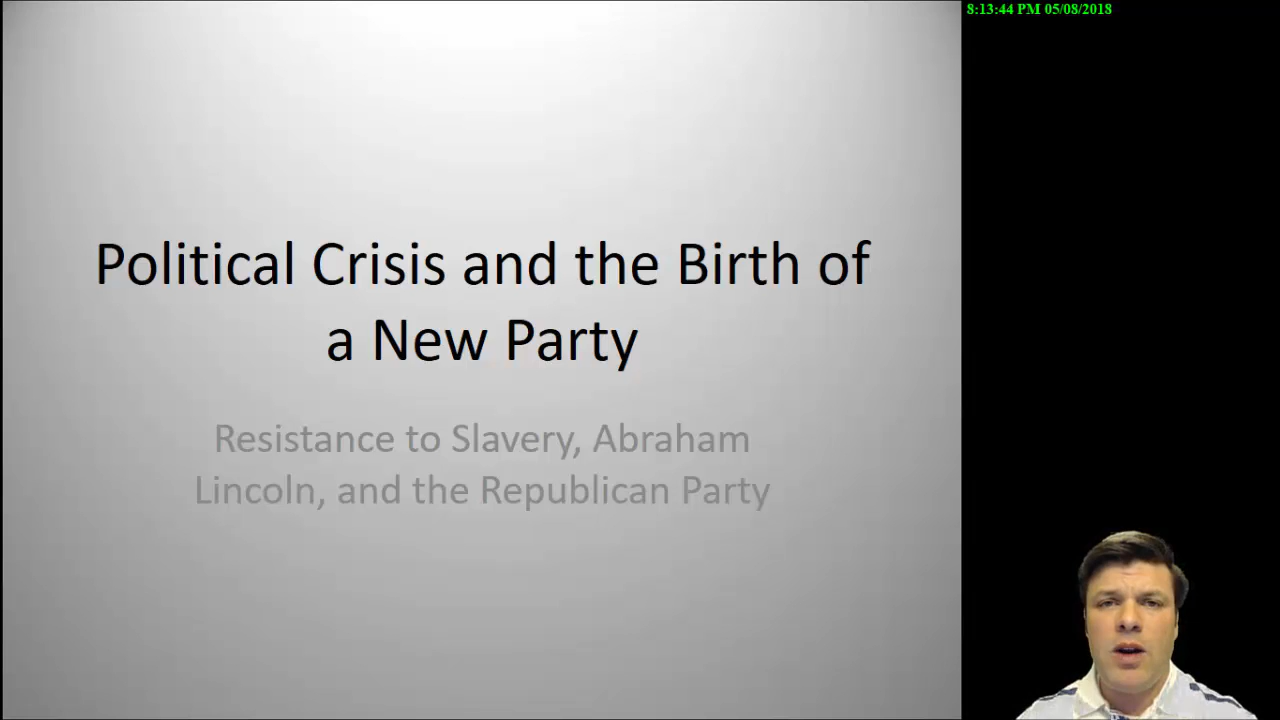 8:13:44 PM 05/08/2018
Political Crisis and the Birth of
a New Party
Resistance to Slavery, Abraham
Lincoln, and the Republican Party